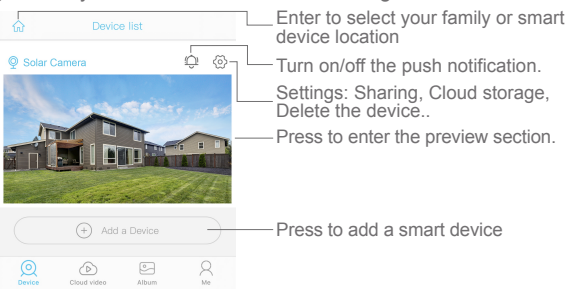 Device list
Enter to select your family or smart
device location
Solar Camera
Turn on/off the push notification.
Settings: Sharing, Cloud storage,
Delete the device..
Press to enter the preview section.
Add a Device
Press to add a smart device
Device Cloud video Album Me